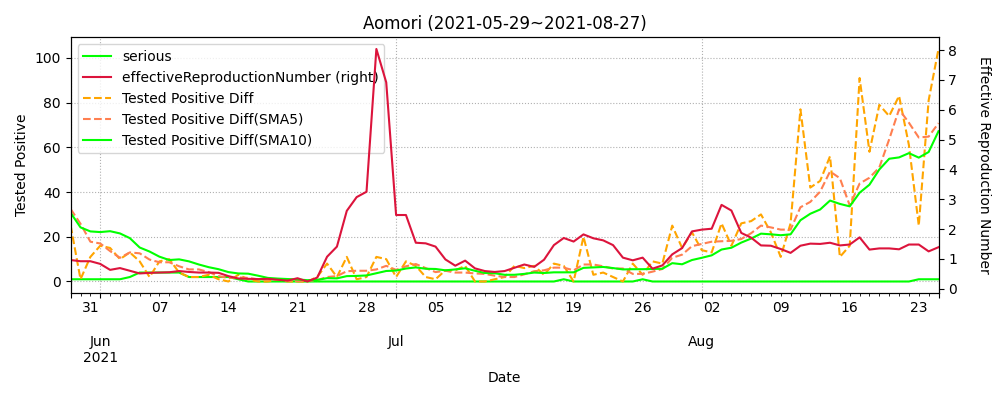 Aomori (2021-05-29~2021-08-27)
serious
effectiveReproductionNumber (right)
Tested Positive Diff
Tested Positive Diff(SMA5)
Tested Positive Diff(SMA10)
Tested Positive
100
80
60
40
20
0
Effective Reproduction Number
8
7
6
5
4
3
2
1
0
31 07 14 21 28 05 12 19 26 02 09 16 23
Jun Jul Aug
2021
Date